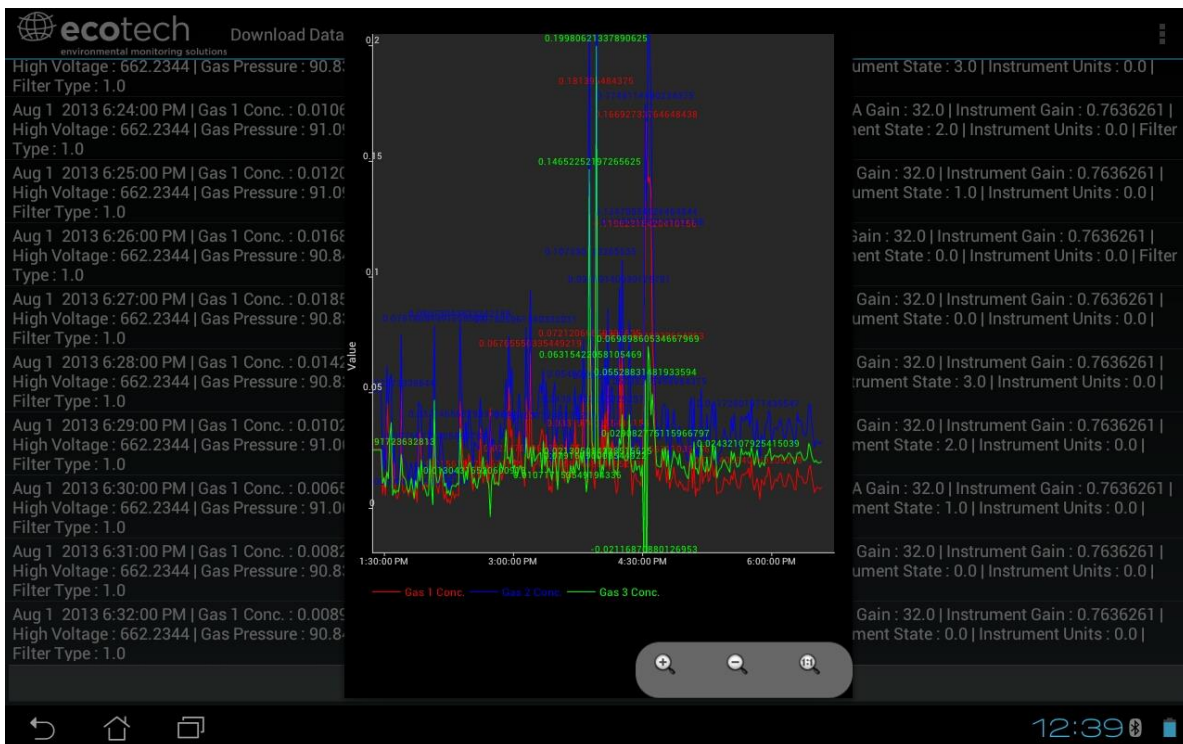 ecotech
environmental monitoring solutions
Download Data
High Voltage : 662.2344 | Gas Pressure : 90.8
ument State : 3.0 | Instrument Units : 0.0 |
Filter Type : 1.0
Aug 1 2013 6:24:00 PM | Gas 1 Conc. : 0.0106
A Gain : 32.0 | Instrument Gain : 0.7636261 |
High Voltage : 662.2344 | Gas Pressure : 91.0
ent State : 2.0 | Instrument Units : 0.0 | Filter
Type : 1.0
Aug 1 2013 6:25:00 PM | Gas 1 Conc. : 0.0120
Gain : 32.0 | Instrument Gain : 0.7636261 |
High Voltage : 662.2344 | Gas Pressure : 91.0
ument State : 1.0 | Instrument Units : 0.0 |
Filter Type : 1.0
Aug 1 2013 6:26:00 PM | Gas 1 Conc. : 0.0168
Gain : 32.0 | Instrument Gain : 0.7636261 |
High Voltage : 662.2344 | Gas Pressure : 90.8
ent State : 0.0 | Instrument Units : 0.0 | Filter
Type : 1.0
Aug 1 2013 6:27:00 PM | Gas 1 Conc. : 0.0185
Gain : 32.0 | Instrument Gain : 0.7636261 |
High Voltage : 662.2344 | Gas Pressure : 90.8
ument State : 0.0 | Instrument Units : 0.0 |
Filter Type : 1.0
Aug 1 2013 6:28:00 PM | Gas 1 Conc. : 0.0142
Gain : 32.0 | Instrument Gain : 0.7636261 |
High Voltage : 662.2344 | Gas Pressure : 90.8
trument State : 3.0 | Instrument Units : 0.0 |
Filter Type : 1.0
Aug 1 2013 6:29:00 PM | Gas 1 Conc. : 0.0102
Gain : 32.0 | Instrument Gain : 0.7636261 |
High Voltage : 662.2344 | Gas Pressure : 91.0
ment State : 2.0 | Instrument Units : 0.0 |
Filter Type : 1.0
Aug 1 2013 6:30:00 PM | Gas 1 Conc. : 0.0065
A Gain : 32.0 | Instrument Gain : 0.7636261 |
High Voltage : 662.2344 | Gas Pressure : 91.0
ment State : 1.0 | Instrument Units : 0.0 |
Filter Type : 1.0
Aug 1 2013 6:31:00 PM | Gas 1 Conc. : 0.0082
Gain : 32.0 | Instrument Gain : 0.7636261 |
High Voltage : 662.2344 | Gas Pressure : 90.8
ument State : 0.0 | Instrument Units : 0.0 |
Filter Type : 1.0
Aug 1 2013 6:32:00 PM | Gas 1 Conc. : 0.0089
Gain : 32.0 | Instrument Gain : 0.7636261 |
High Voltage : 662.2344 | Gas Pressure : 90.8
ment State : 0.0 | Instrument Units : 0.0 |
Filter Type : 1.0
0.2
0.19980621337890625
0.15
0.14652252197265625
0.1
0.06989860534667969
0.06315422058105469
Value
0.05528831481933594
0.05
0.029082775115966797
0.02432107925415039
91723632813
0
-0.02116870880126953
1:30:00 PM
3:00:00 PM
4:30:00 PM
6:00:00 PM
Gas 1 Conc.
Gas 2 Conc.
Gas 3 Conc.
1:1
12:39